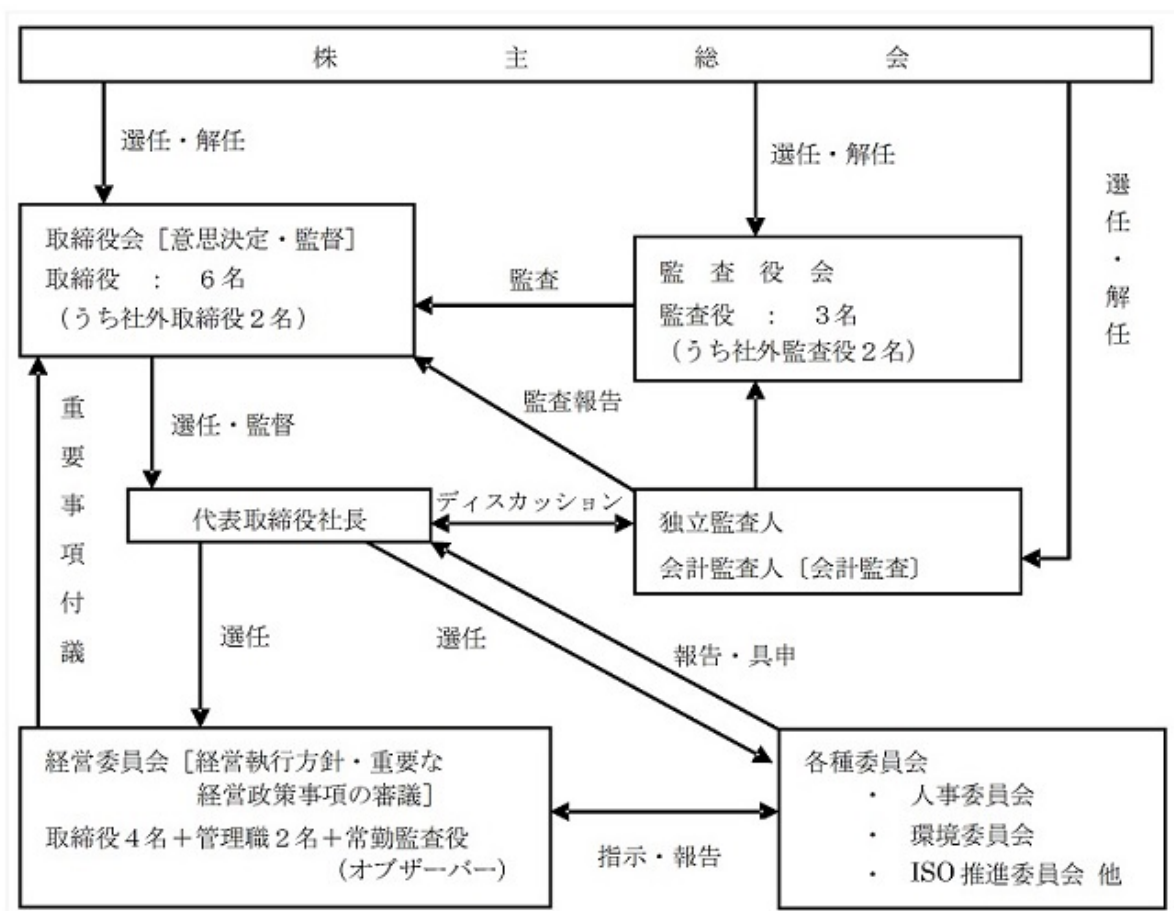 株主総会
選任・解任
選任・解任
選任・解任
取締役会［意思決定・監督］
取締役 : 6名
（うち社外取締役2名）
監査
監査役会
監査役 : 3名
（うち社外監査役2名）
重要事項付議
選任・監督
監査報告
代表取締役社長
ディスカッション
独立監査人
会計監査人〔会計監査〕
選任
選任
報告・具申
経営委員会［経営執行方針・重要な
経営政策事項の審議］
取締役4名＋管理職2名＋常勤監査役
（オブザーバー）
指示・報告
各種委員会
・ 人事委員会
・ 環境委員会
・ ISO推進委員会 他